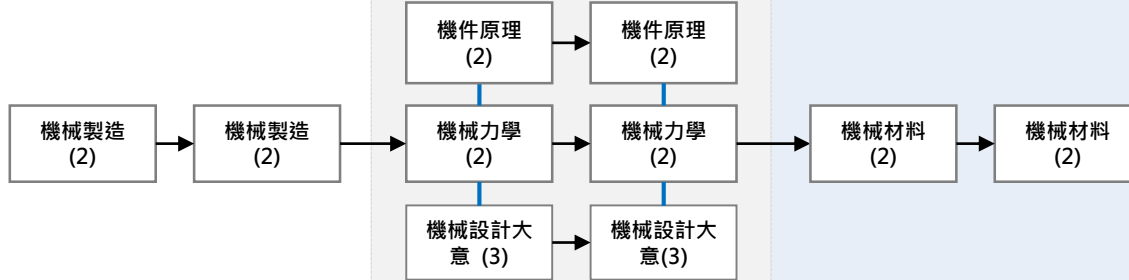 機件原理
(2)
機件原理
(2)
機械製造
(2)
機械製造
(2)
機械力學
(2)
機械力學
(2)
機械材料
(2)
機械材料
(2)
機械設計大
意 (3)
機械設計大
意(3)